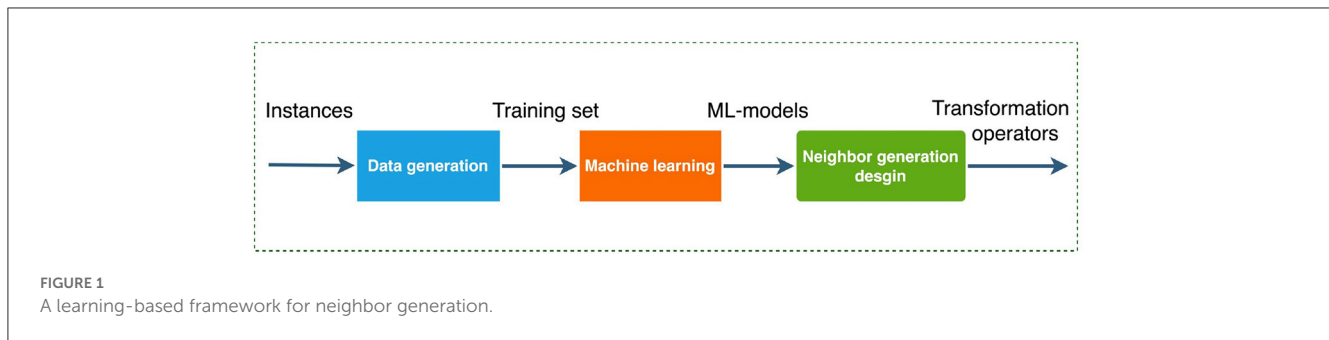 Instances
Training set
ML-models
Transformation
operators
Data generation
Machine learning
Neighbor generation
desgin
FIGURE 1
A learning-based framework for neighbor generation.